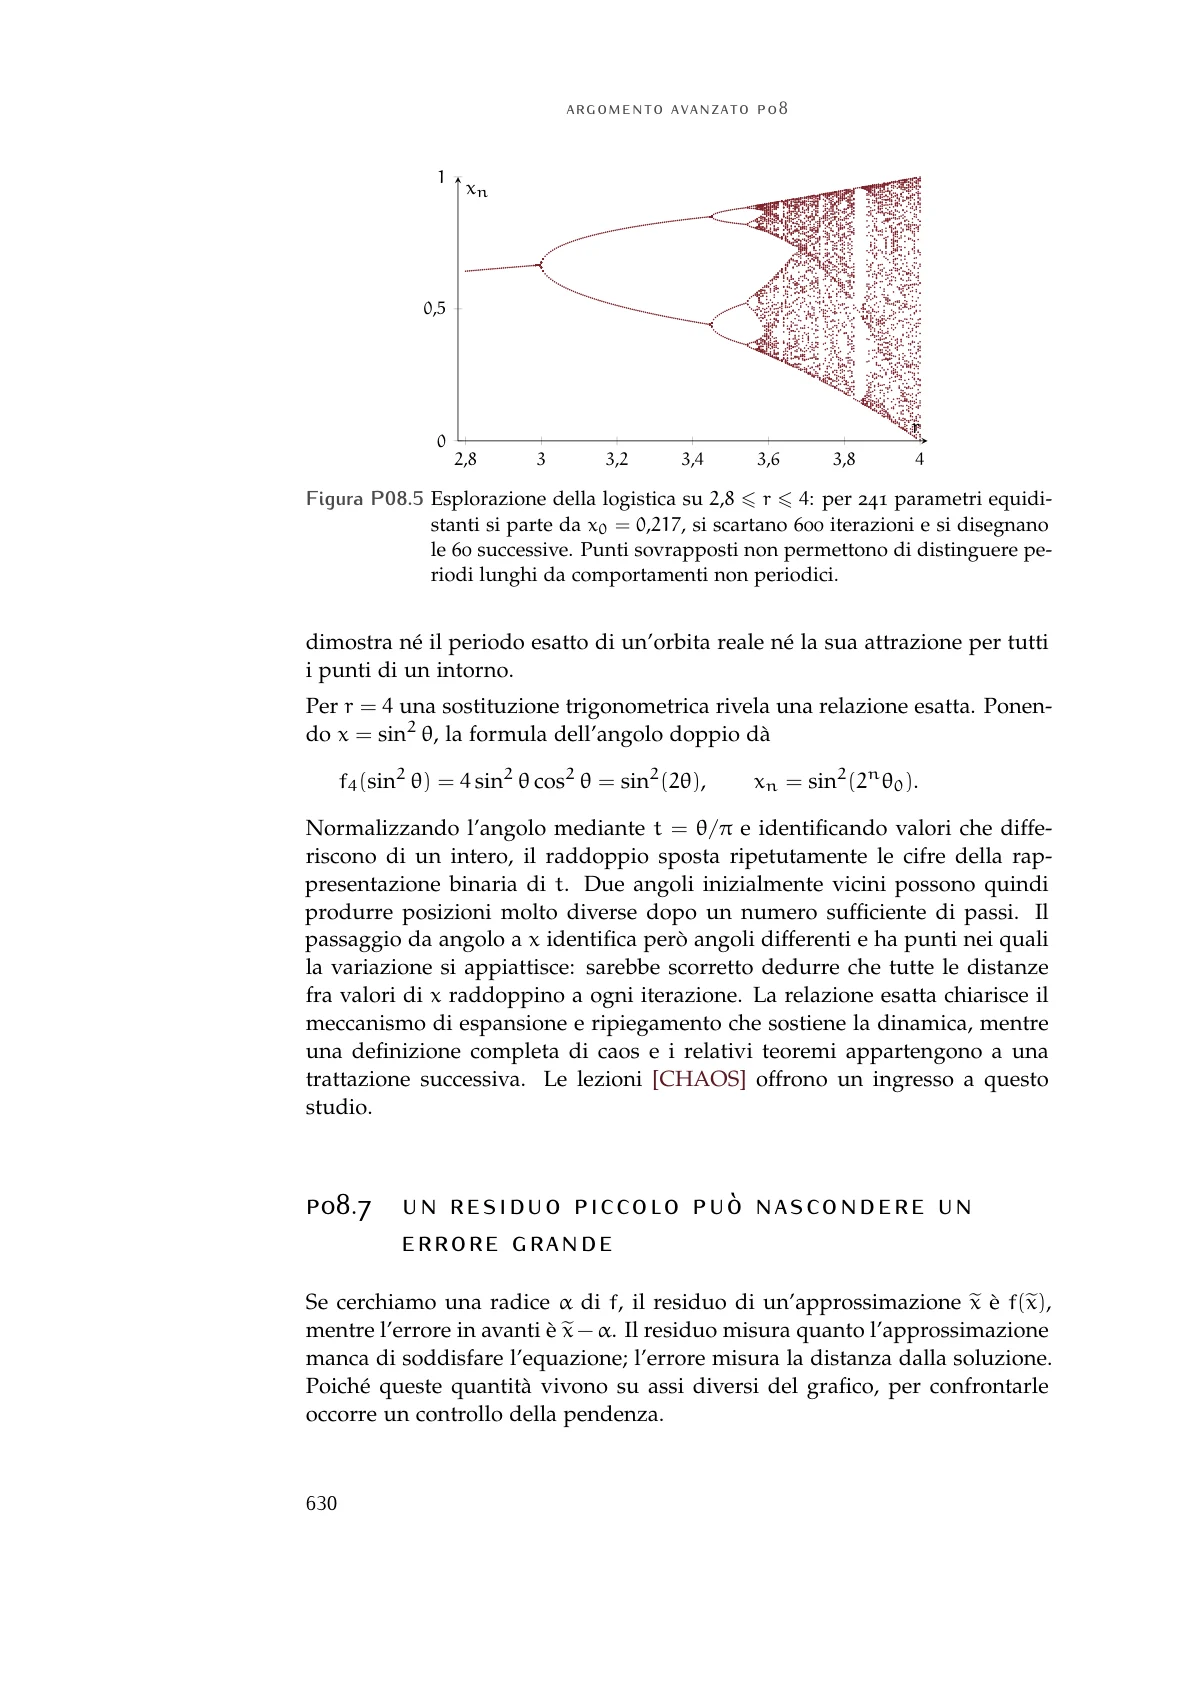 ARGOMENTO AVANZATO P08
1
xₙ
0,5
0
r
2,8 3 3,2 3,4 3,6 3,8 4
Figura P08.5 Esplorazione della logistica su 2,8 ⩽ r ⩽ 4: per 241 parametri equidi-
stanti si parte da x₀ = 0,217, si scartano 600 iterazioni e si disegnano
le 60 successive. Punti sovrapposti non permettono di distinguere pe-
riodi lunghi da comportamenti non periodici.
dimostra né il periodo esatto di un'orbita reale né la sua attrazione per tutti
i punti di un intorno.
Per r = 4 una sostituzione trigonometrica rivela una relazione esatta. Ponen-
do x = sin² θ, la formula dell'angolo doppio dà
f₄(sin² θ) = 4 sin² θ cos² θ = sin²(2θ), xₙ = sin²(2ⁿθ₀).
Normalizzando l'angolo mediante t = θ/π e identificando valori che diffe-
riscono di un intero, il raddoppio sposta ripetutamente le cifre della rap-
presentazione binaria di t. Due angoli inizialmente vicini possono quindi
produrre posizioni molto diverse dopo un numero sufficiente di passi. Il
passaggio da angolo a x identifica però angoli differenti e ha punti nei quali
la variazione si appiattisce: sarebbe scorretto dedurre che tutte le distanze
fra valori di x raddoppino a ogni iterazione. La relazione esatta chiarisce il
meccanismo di espansione e ripiegamento che sostiene la dinamica, mentre
una definizione completa di caos e i relativi teoremi appartengono a una
trattazione successiva. Le lezioni [CHAOS] offrono un ingresso a questo
studio.
P08.7 UN RESIDUO PICCOLO PUÒ NASCONDERE UN
ERRORE GRANDE
Se cerchiamo una radice α di f, il residuo di un'approssimazione x̃ è f(x̃),
mentre l'errore in avanti è x̃ − α. Il residuo misura quanto l'approssimazione
manca di soddisfare l'equazione; l'errore misura la distanza dalla soluzione.
Poiché queste quantità vivono su assi diversi del grafico, per confrontarle
occorre un controllo della pendenza.
630